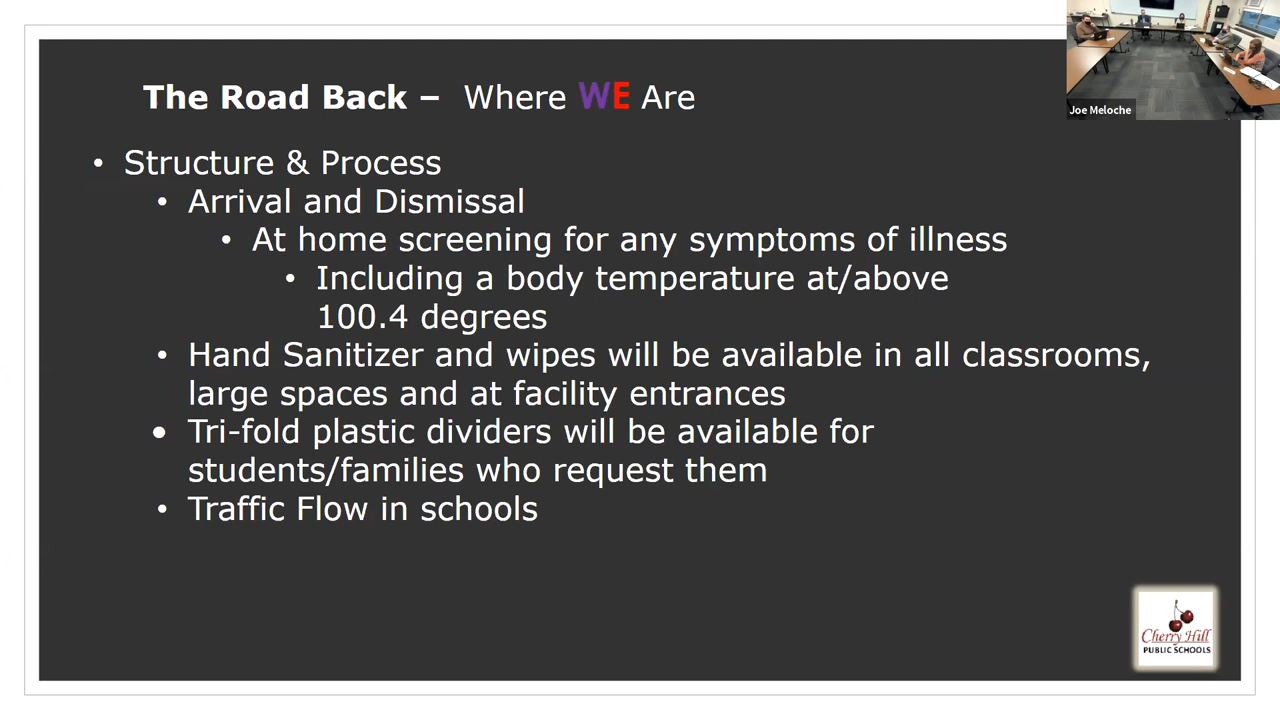 Joe Meloche
The Road Back – Where WE Are
• Structure & Process
• Arrival and Dismissal
• At home screening for any symptoms of illness
• Including a body temperature at/above
100.4 degrees
• Hand Sanitizer and wipes will be available in all classrooms,
large spaces and at facility entrances
• Tri-fold plastic dividers will be available for
students/families who request them
• Traffic Flow in schools
Cherry Hill
PUBLIC SCHOOLS